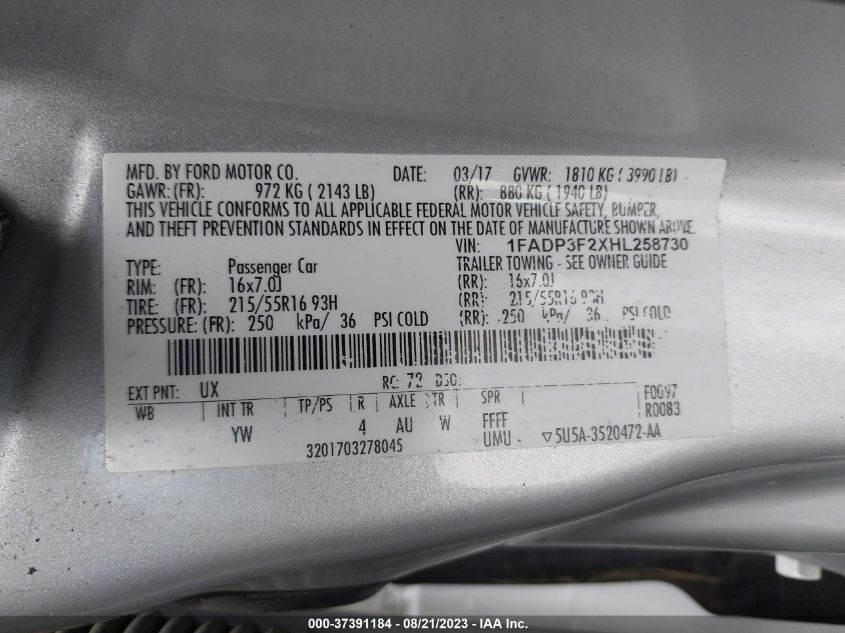 MFD. BY FORD MOTOR CO. DATE: 03/17 GVWR: 1810 KG ( 3990 LB)
GAWR: (FR): 972 KG ( 2143 LB) (RR): 880 KG ( 1940 LB)
THIS VEHICLE CONFORMS TO ALL APPLICABLE FEDERAL MOTOR VEHICLE SAFETY, BUMPER,
AND THEFT PREVENTION STANDARDS IN EFFECT ON THE DATE OF MANUFACTURE SHOWN ABOVE.
VIN: 1FADP3F2XHL258730
TYPE: Passenger Car TRAILER TOWING - SEE OWNER GUIDE
RIM: (FR): 16x7.0J (RR): 16x7.0J
TIRE: (FR): 215/55R16 93H (RR): 215/55R16 93H
PRESSURE: (FR): 250 kPa/ 36 PSI COLD (RR): 250 kPa/ 36 PSI COLD
EXT PNT: UX RC: 72 DSO: F0097
WB INT TR TP/PS R AXLE TR SPR R0083
YW 4 AU W FFFF
3201703278045 UMU ▽5U5A-3520472-AA
000-37391184 - 08/21/2023 - IAA Inc.